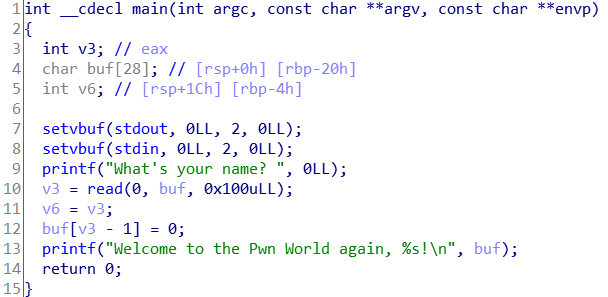 1 int __cdecl main(int argc, const char **argv, const char **envp)
2 {
3 int v3; // eax
4 char buf[28]; // [rsp+0h] [rbp-20h]
5 int v6; // [rsp+1Ch] [rbp-4h]
6
7 setvbuf(stdout, 0LL, 2, 0LL);
8 setvbuf(stdin, 0LL, 2, 0LL);
9 printf("What's your name? ", 0LL);
10 v3 = read(0, buf, 0x100uLL);
11 v6 = v3;
12 buf[v3 - 1] = 0;
13 printf("Welcome to the Pwn World again, %s!\n", buf);
14 return 0;
15 }